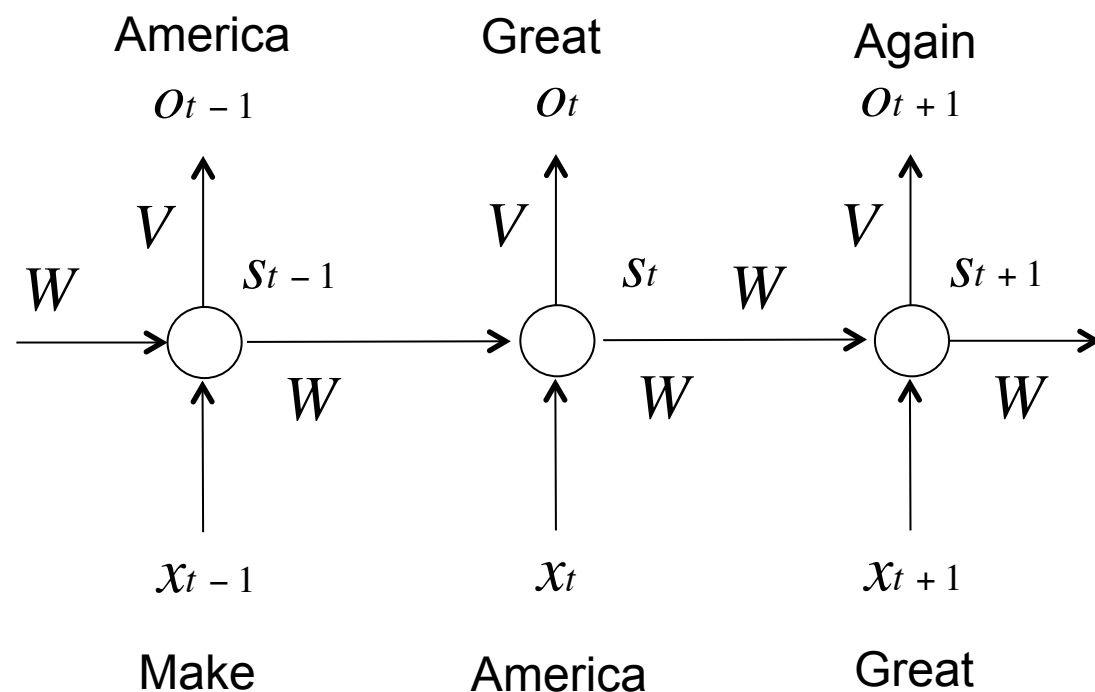 America Great Again
ot − 1 ot ot + 1
V V V
W st − 1 st W st + 1
W W W
xt − 1 xt xt + 1
Make America Great